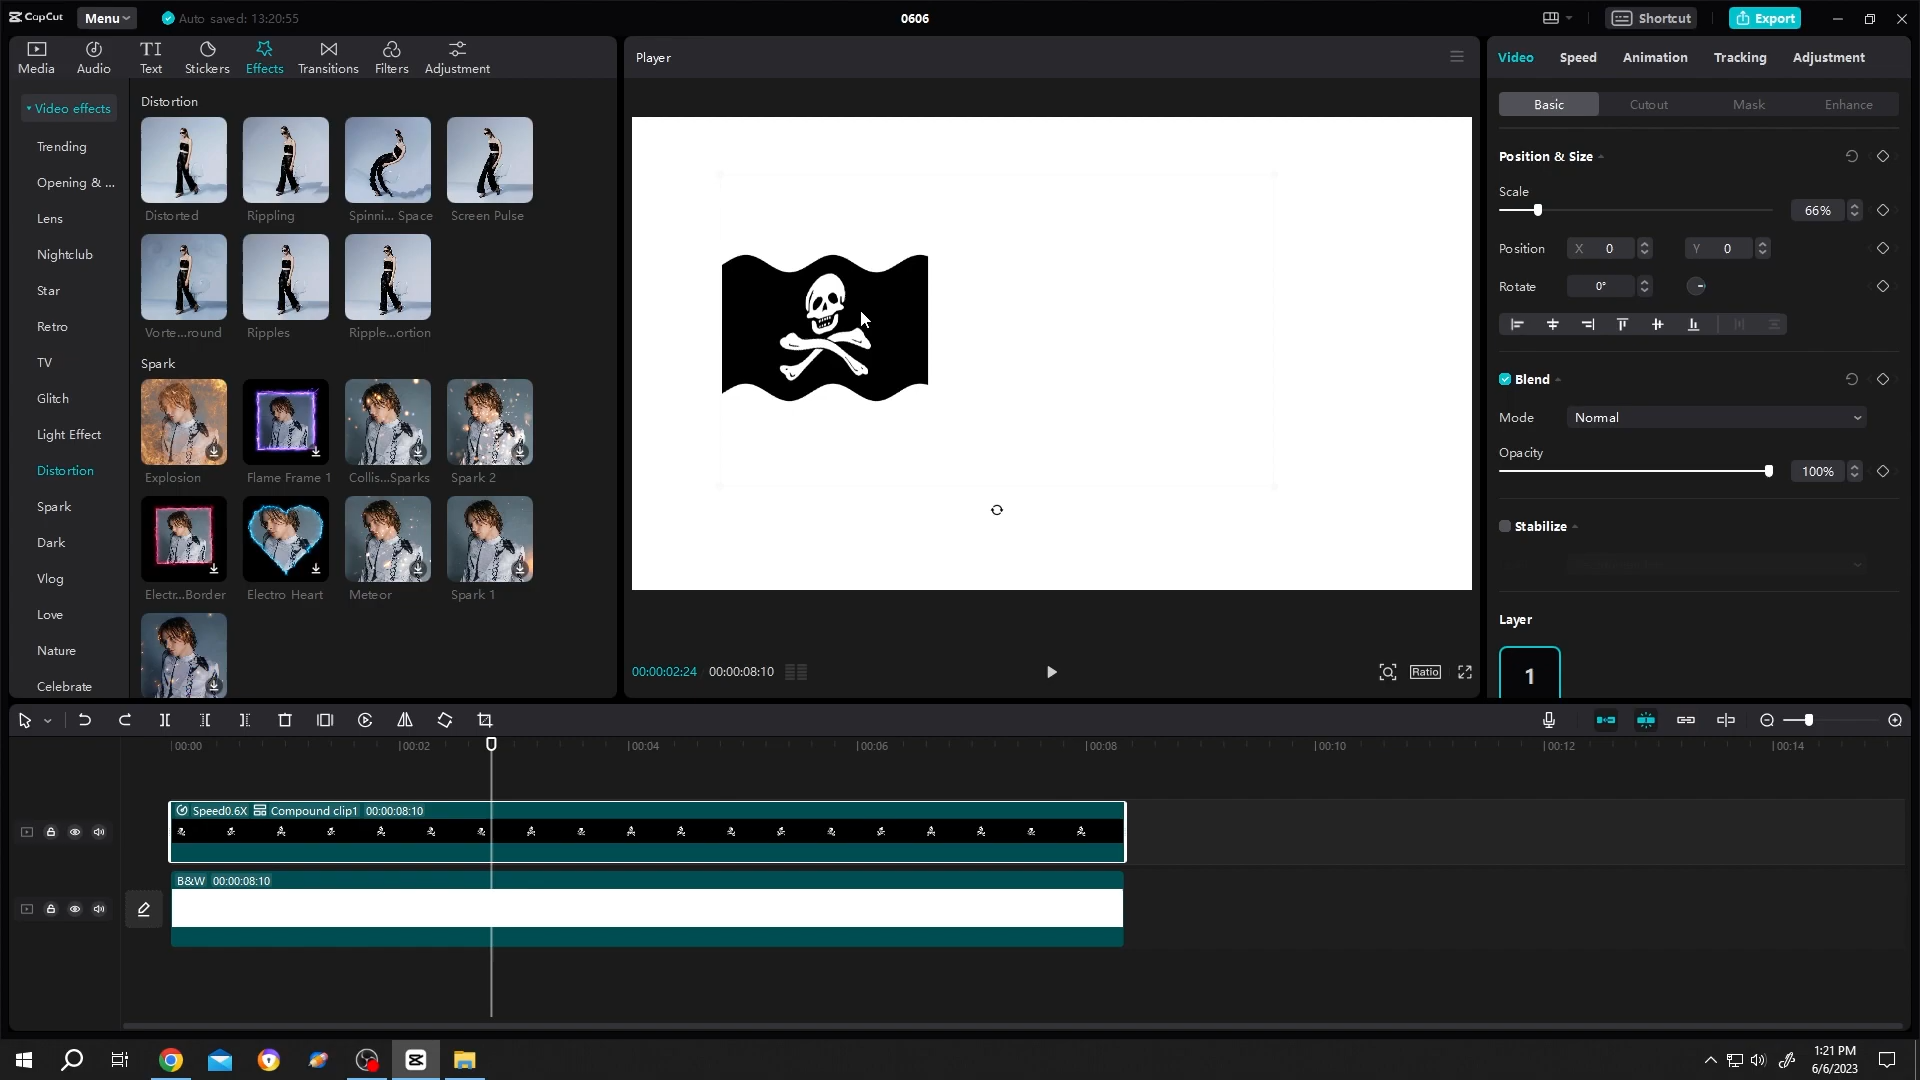 CapCut Menu Auto saved: 13:20:55 0606 Shortcut Export
Media Audio Text Stickers Effects Transitions Filters Adjustment
Player
Video Speed Animation Tracking Adjustment
Video effects
Trending
Opening & ...
Lens
Nightclub
Star
Retro
TV
Glitch
Light Effect
Distortion
Spark
Dark
Vlog
Love
Nature
Celebrate
Distortion
Distorted Rippling Spinni... Space Screen Pulse
Vorte...round Ripples Ripple...ortion
Spark
Explosion Flame Frame 1 Collis...Sparks Spark 2
Electr...Border Electro Heart Meteor Spark 1
00:00:02:24 00:00:08:10
Ratio
Basic Cutout Mask Enhance
Position & Size
Scale
66%
Position X 0 Y 0
Rotate 0°
Blend
Mode Normal
Opacity
100%
Stabilize
Layer
1
00:00 00:02 00:04 00:06 00:08 00:10 00:12 00:14
Speed0.6X Compound clip1 00:00:08:10
B&W 00:00:08:10
1:21 PM
6/6/2023